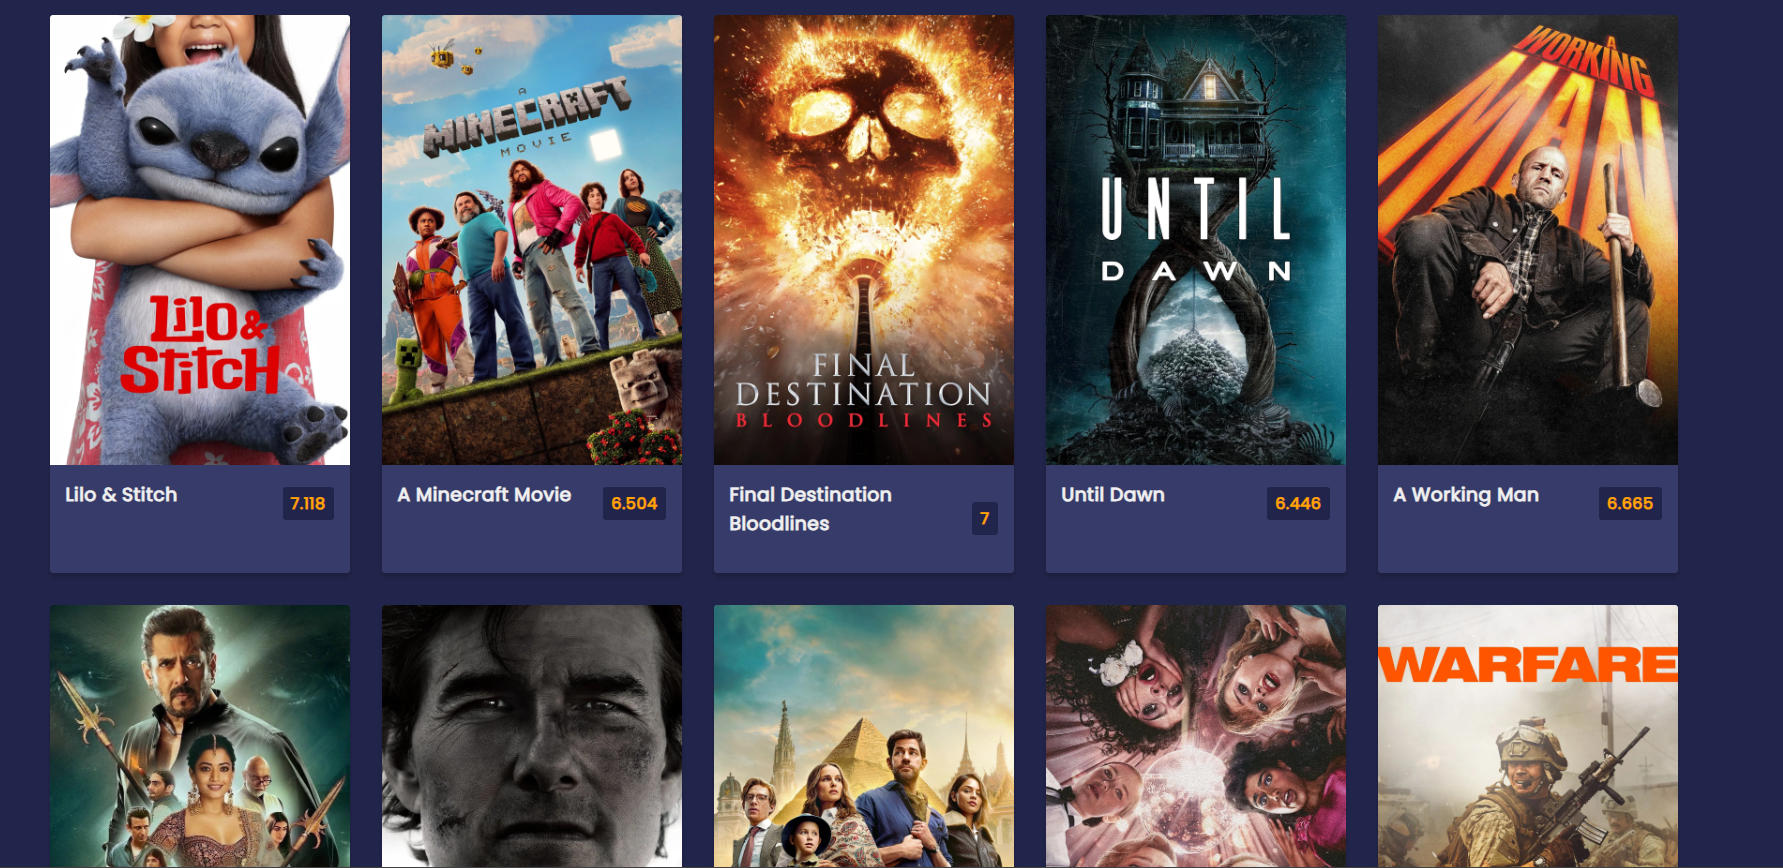 LiLO &
STiTCH
A
MINECRAFT
MOVIE
FINAL
DESTINATION
BLOODLINES
UNTIL
DAWN
A
WORKING
MAN
Lilo & Stitch
7.118
A Minecraft Movie
6.504
Final Destination
Bloodlines
7
Until Dawn
6.446
A Working Man
6.665
WARFARE